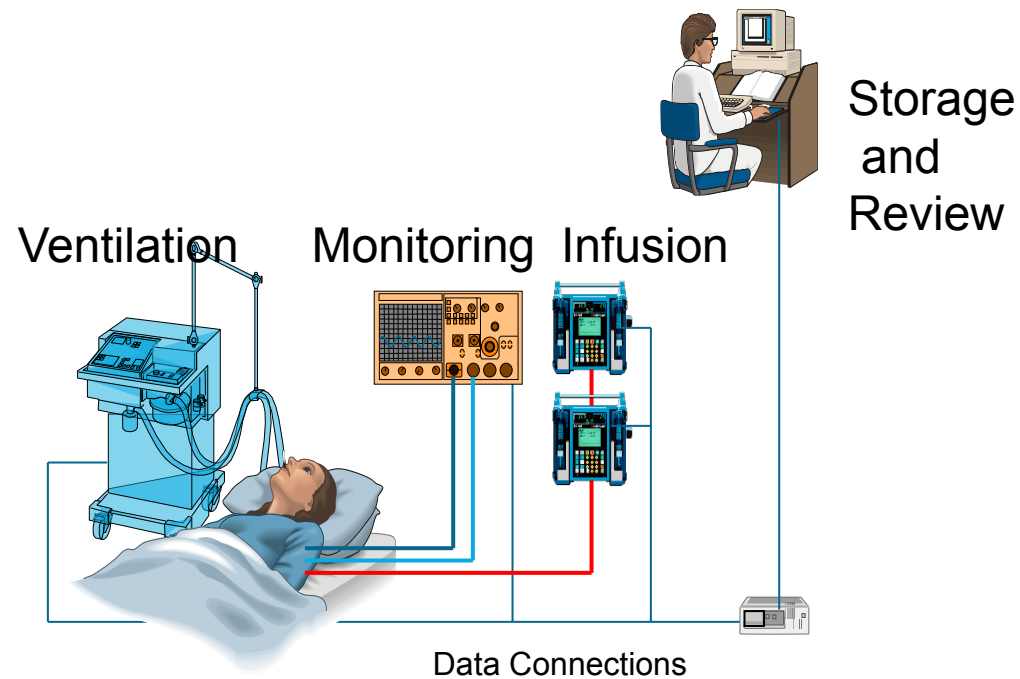 Storage
and
Review
Ventilation
Monitoring
Infusion
Data Connections